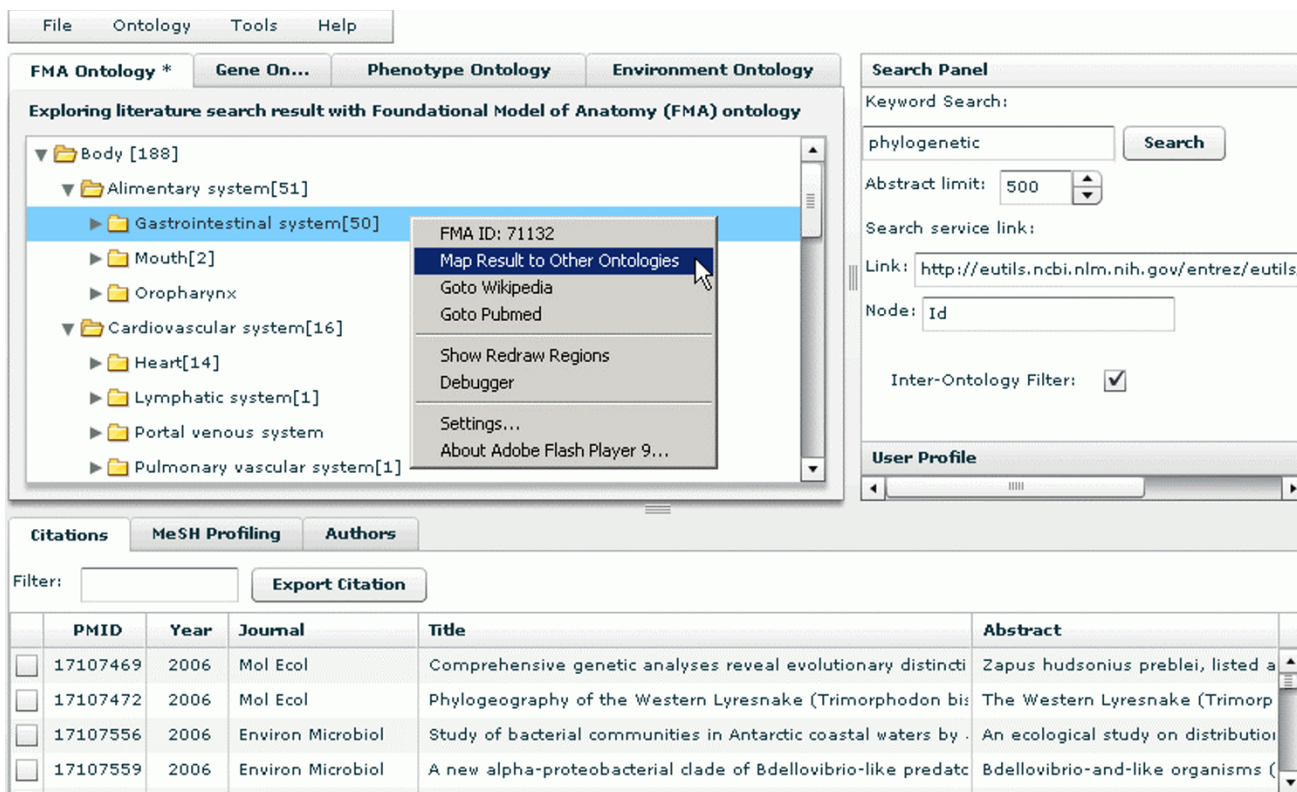 File Ontology Tools Help
FMA Ontology * Gene On... Phenotype Ontology Environment Ontology
Exploring literature search result with Foundational Model of Anatomy (FMA) ontology
Body [188]
Alimentary system[51]
Gastrointestinal system[50]
Mouth[2]
Oropharynx
Cardiovascular system[16]
Heart[14]
Lymphatic system[1]
Portal venous system
Pulmonary vascular system[1]
FMA ID: 71132
Map Result to Other Ontologies
Goto Wikipedia
Goto Pubmed
Show Redraw Regions
Debugger
Settings...
About Adobe Flash Player 9...
Search Panel
Keyword Search:
phylogenetic Search
Abstract limit: 500
Search service link:
Link: http://eutils.ncbi.nlm.nih.gov/entrez/eutils/
Node: Id
Inter-Ontology Filter:
User Profile
Citations MeSH Profiling Authors
Filter: Export Citation
PMID Year Journal Title Abstract
17107469 2006 Mol Ecol Comprehensive genetic analyses reveal evolutionary distincti Zapus hudsonius preblei, listed a
17107472 2006 Mol Ecol Phylogeography of the Western Lyresnake (Trimorphodon bis The Western Lyresnake (Trimorp
17107556 2006 Environ Microbiol Study of bacterial communities in Antarctic coastal waters by An ecological study on distributio
17107559 2006 Environ Microbiol A new alpha-proteobacterial clade of Bdellovibrio-like predato Bdellovibrio-and-like organisms (